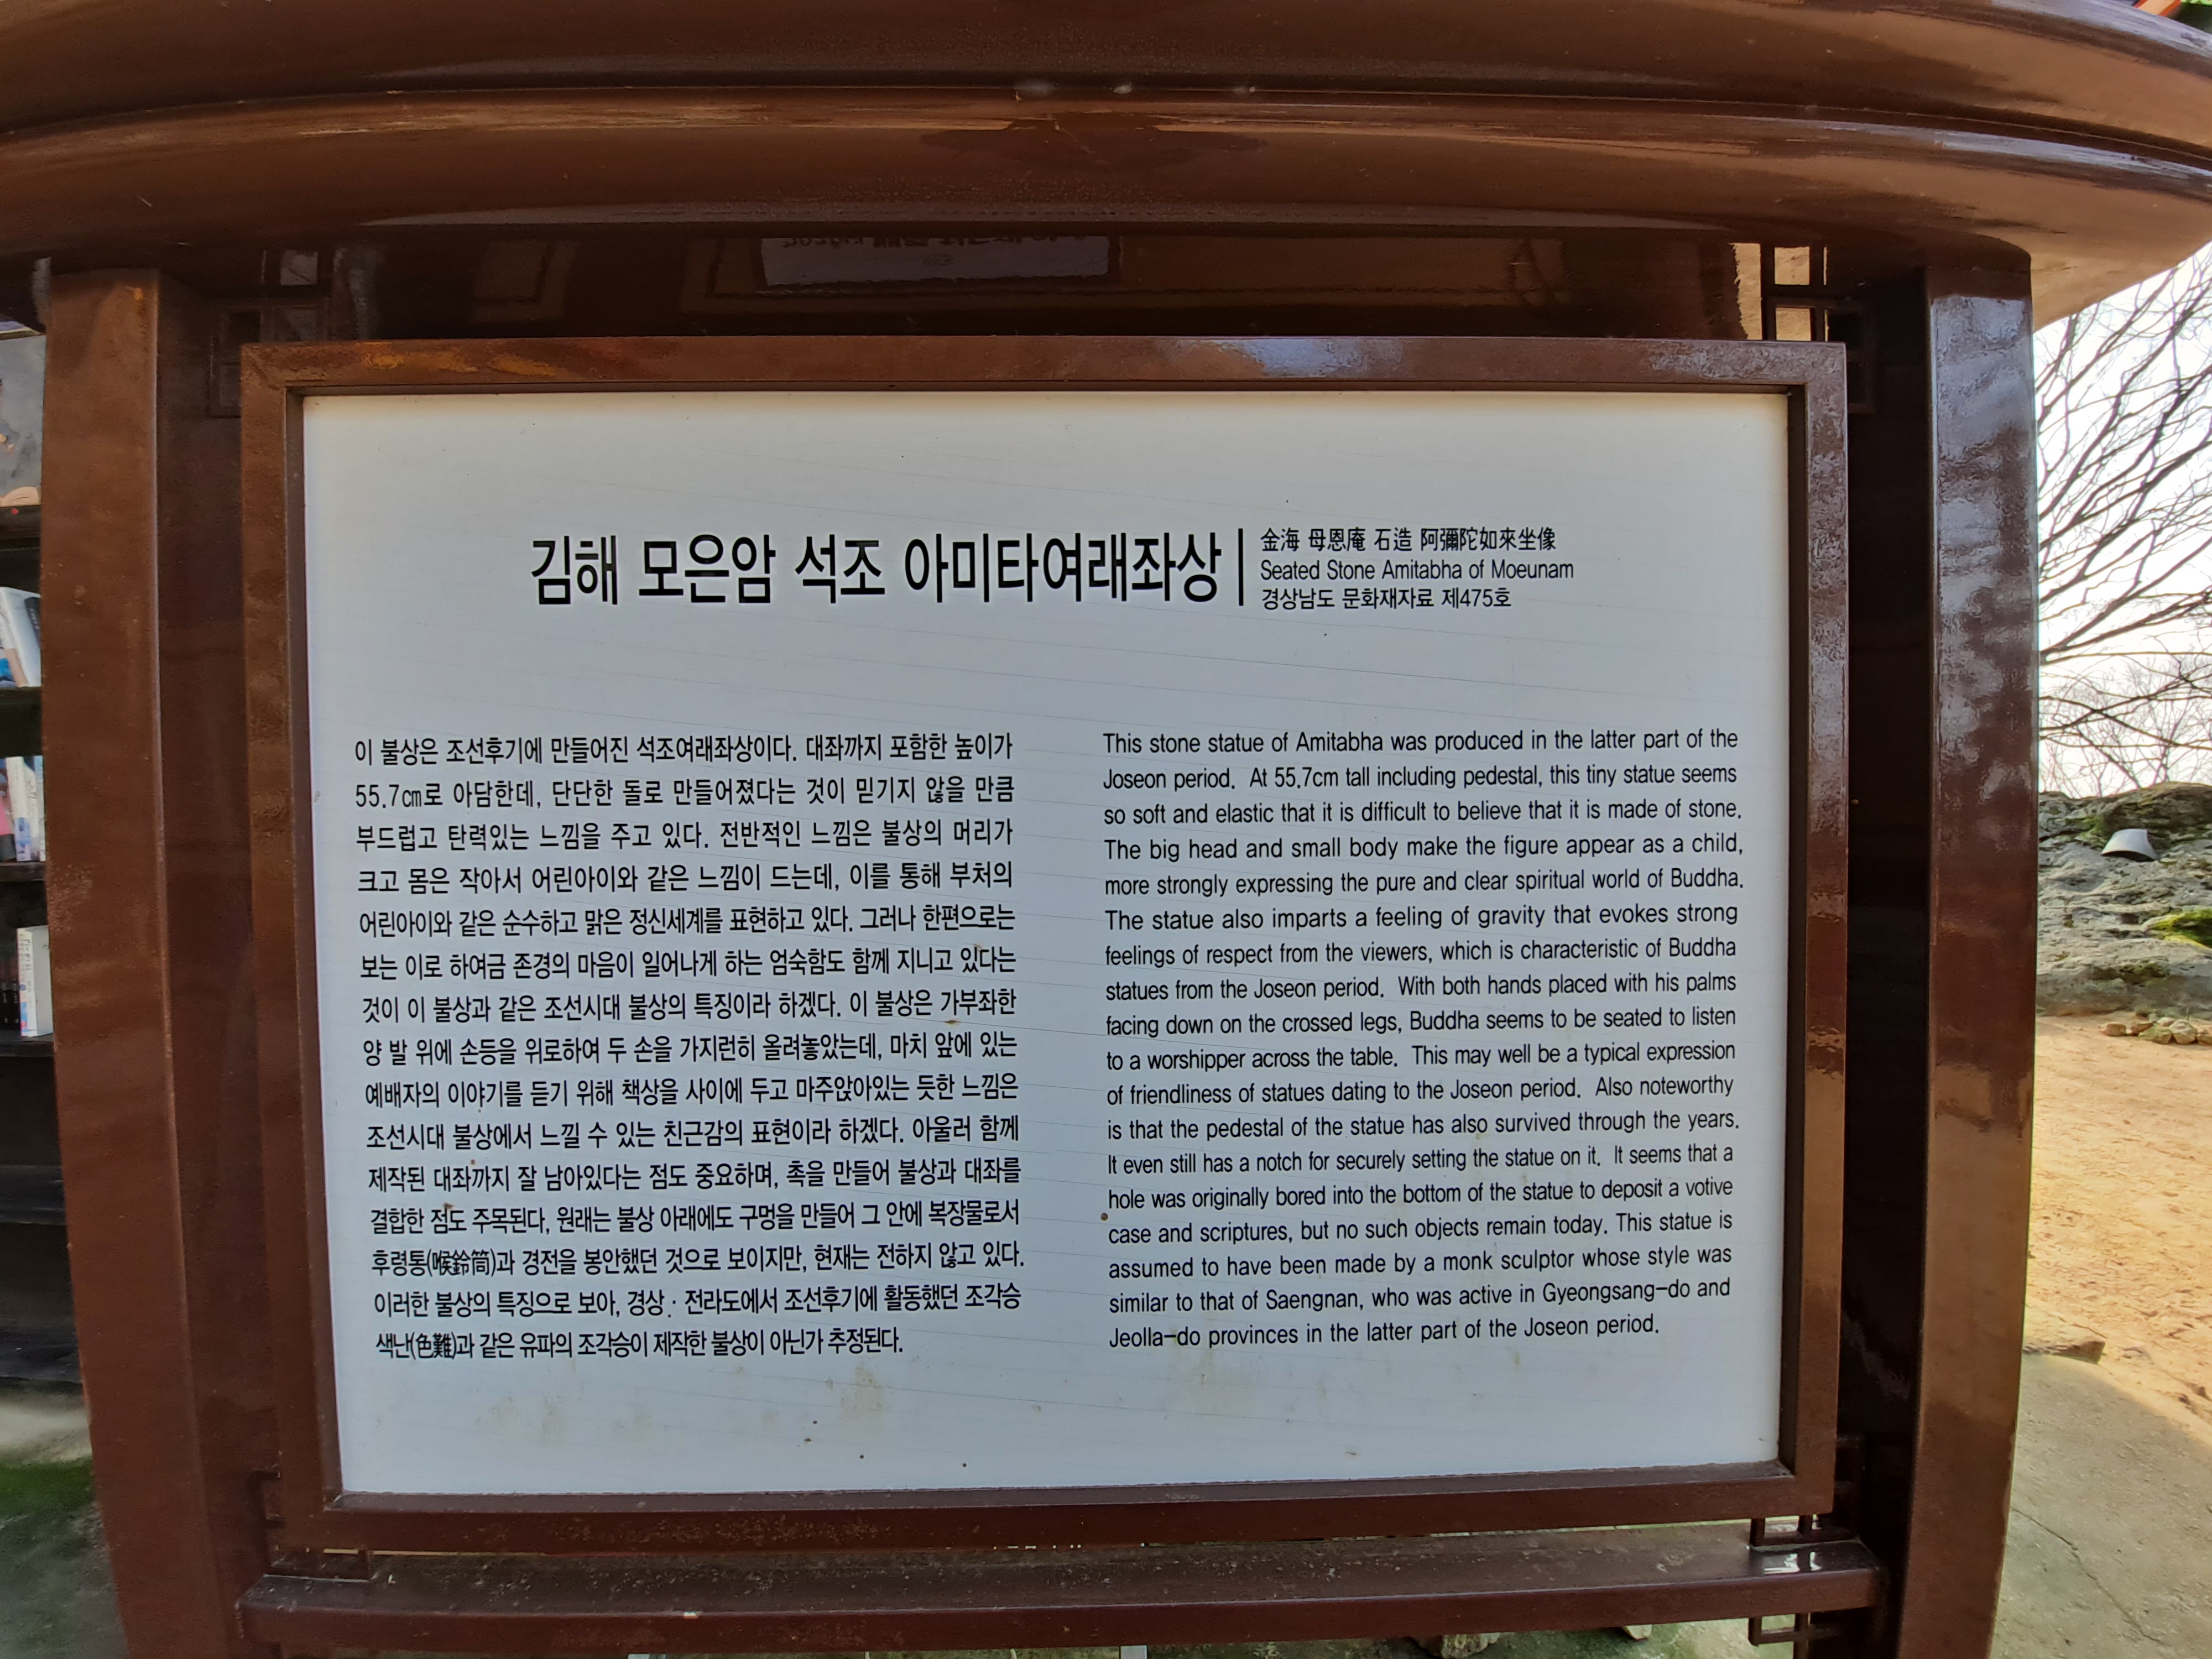 김해 모은암 석조 아미타여래좌상
金海 母恩庵 石造 阿彌陀如來坐像
Seated Stone Amitabha of Moeunam
경상남도 문화재자료 제475호
이 불상은 조선후기에 만들어진 석조여래좌상이다. 대좌까지 포함한 높이가
55.7㎝로 아담한데, 단단한 돌로 만들어졌다는 것이 믿기지 않을 만큼
부드럽고 탄력있는 느낌을 주고 있다. 전반적인 느낌은 불상의 머리가
크고 몸은 작아서 어린아이와 같은 느낌이 드는데, 이를 통해 부처의
어린아이와 같은 순수하고 맑은 정신세계를 표현하고 있다. 그러나 한편으로는
보는 이로 하여금 존경의 마음이 일어나게 하는 엄숙함도 함께 지니고 있다는
것이 이 불상과 같은 조선시대 불상의 특징이라 하겠다. 이 불상은 가부좌한
양 발 위에 손등을 위로하여 두 손을 가지런히 올려놓았는데, 마치 앞에 있는
예배자의 이야기를 듣기 위해 책상을 사이에 두고 마주앉아있는 듯한 느낌은
조선시대 불상에서 느낄 수 있는 친근감의 표현이라 하겠다. 아울러 함께
제작된 대좌까지 잘 남아있다는 점도 중요하며, 촉을 만들어 불상과 대좌를
결합한 점도 주목된다, 원래는 불상 아래에도 구멍을 만들어 그 안에 복장물로서
후령통(喉鈴筒)과 경전을 봉안했던 것으로 보이지만, 현재는 전하지 않고 있다.
이러한 불상의 특징으로 보아, 경상 · 전라도에서 조선후기에 활동했던 조각승
색난(色難)과 같은 유파의 조각승이 제작한 불상이 아닌가 추정된다.
This stone statue of Amitabha was produced in the latter part of the
Joseon period. At 55.7cm tall including pedestal, this tiny statue seems
so soft and elastic that it is difficult to believe that it is made of stone.
The big head and small body make the figure appear as a child,
more strongly expressing the pure and clear spiritual world of Buddha.
The statue also imparts a feeling of gravity that evokes strong
feelings of respect from the viewers, which is characteristic of Buddha
statues from the Joseon period. With both hands placed with his palms
facing down on the crossed legs, Buddha seems to be seated to listen
to a worshipper across the table. This may well be a typical expression
of friendliness of statues dating to the Joseon period. Also noteworthy
is that the pedestal of the statue has also survived through the years.
It even still has a notch for securely setting the statue on it. It seems that a
hole was originally bored into the bottom of the statue to deposit a votive
case and scriptures, but no such objects remain today. This statue is
assumed to have been made by a monk sculptor whose style was
similar to that of Saengnan, who was active in Gyeongsang-do and
Jeolla-do provinces in the latter part of the Joseon period.